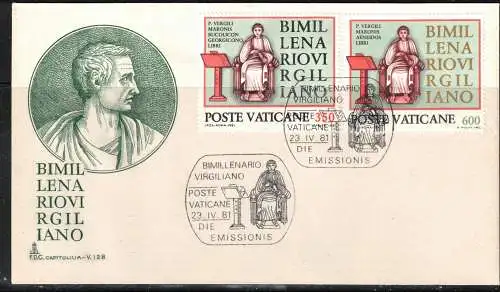 P. VERGILI
MARONIS
BUCOLICON
GEORGICON
LIBRI
BIMIL
LENA
RIOVI
RGIL
IANO
POSTE VATICANE 350
P. VERGILI
MARONIS
AENEIDOS
LIBRI
BIMIL
LENA
RIOVI
RGIL
IANO
POSTE VATICANE 600
BIMILLENARIO
VIRGILIANO
POSTE
VATICANE
23 IV. 81
DIE
EMISSIONIS
BIMILLENARIO
VIRGILIANO
POSTE
VATICANE
23 IV. 81
DIE
EMISSIONIS
BIMIL
LENA
RIOVI
RGIL
IANO
F.D.C. CAPITOLIUM - V. 128